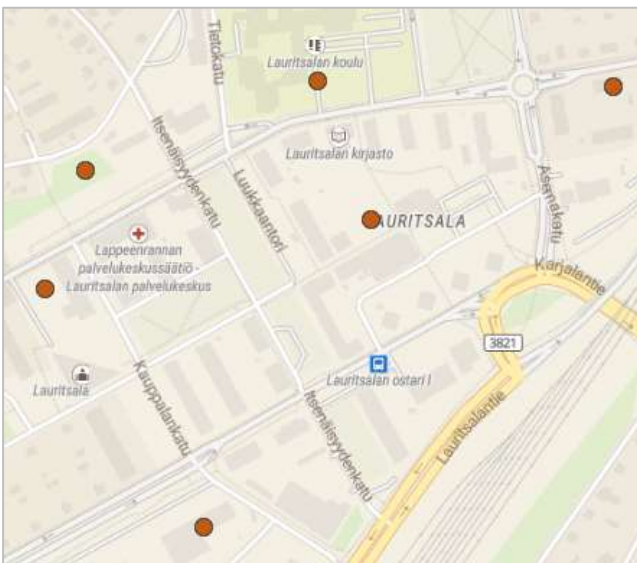 Tietokatu
Lauritsalan koulu
Itsenäisyydenkatu
Lauritsalan kirjasto
Luukkaantori
Asemakatu
AURITSALA
Lappeenrannan
palvelukeskussäätiö -
Lauritsalan palvelukeskus
Karjalantie
3821
Lauritsala
Kauppalankatu
Lauritsalan ostari I
Itsenäisyydenkatu
Lauritsalantie